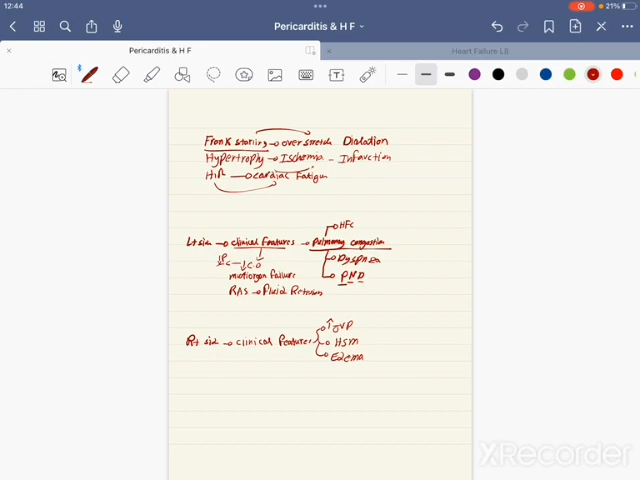 12:44
21%
Pericarditis & H F
Pericarditis & H F
Heart Failure L8
Frank starling → over stretch Dialation
Hypertrophy → Ischemia - Infarction
HR → cardiac Fatigue
HFC
Lt side → clinical Features → Pulmonary congestion
↓ CO
Dyspnea
multiorgan failure
PND
RAS → Fluid Retension
↑ JVP
Rt side → clinical Features
HSM
Edema
XRecorder